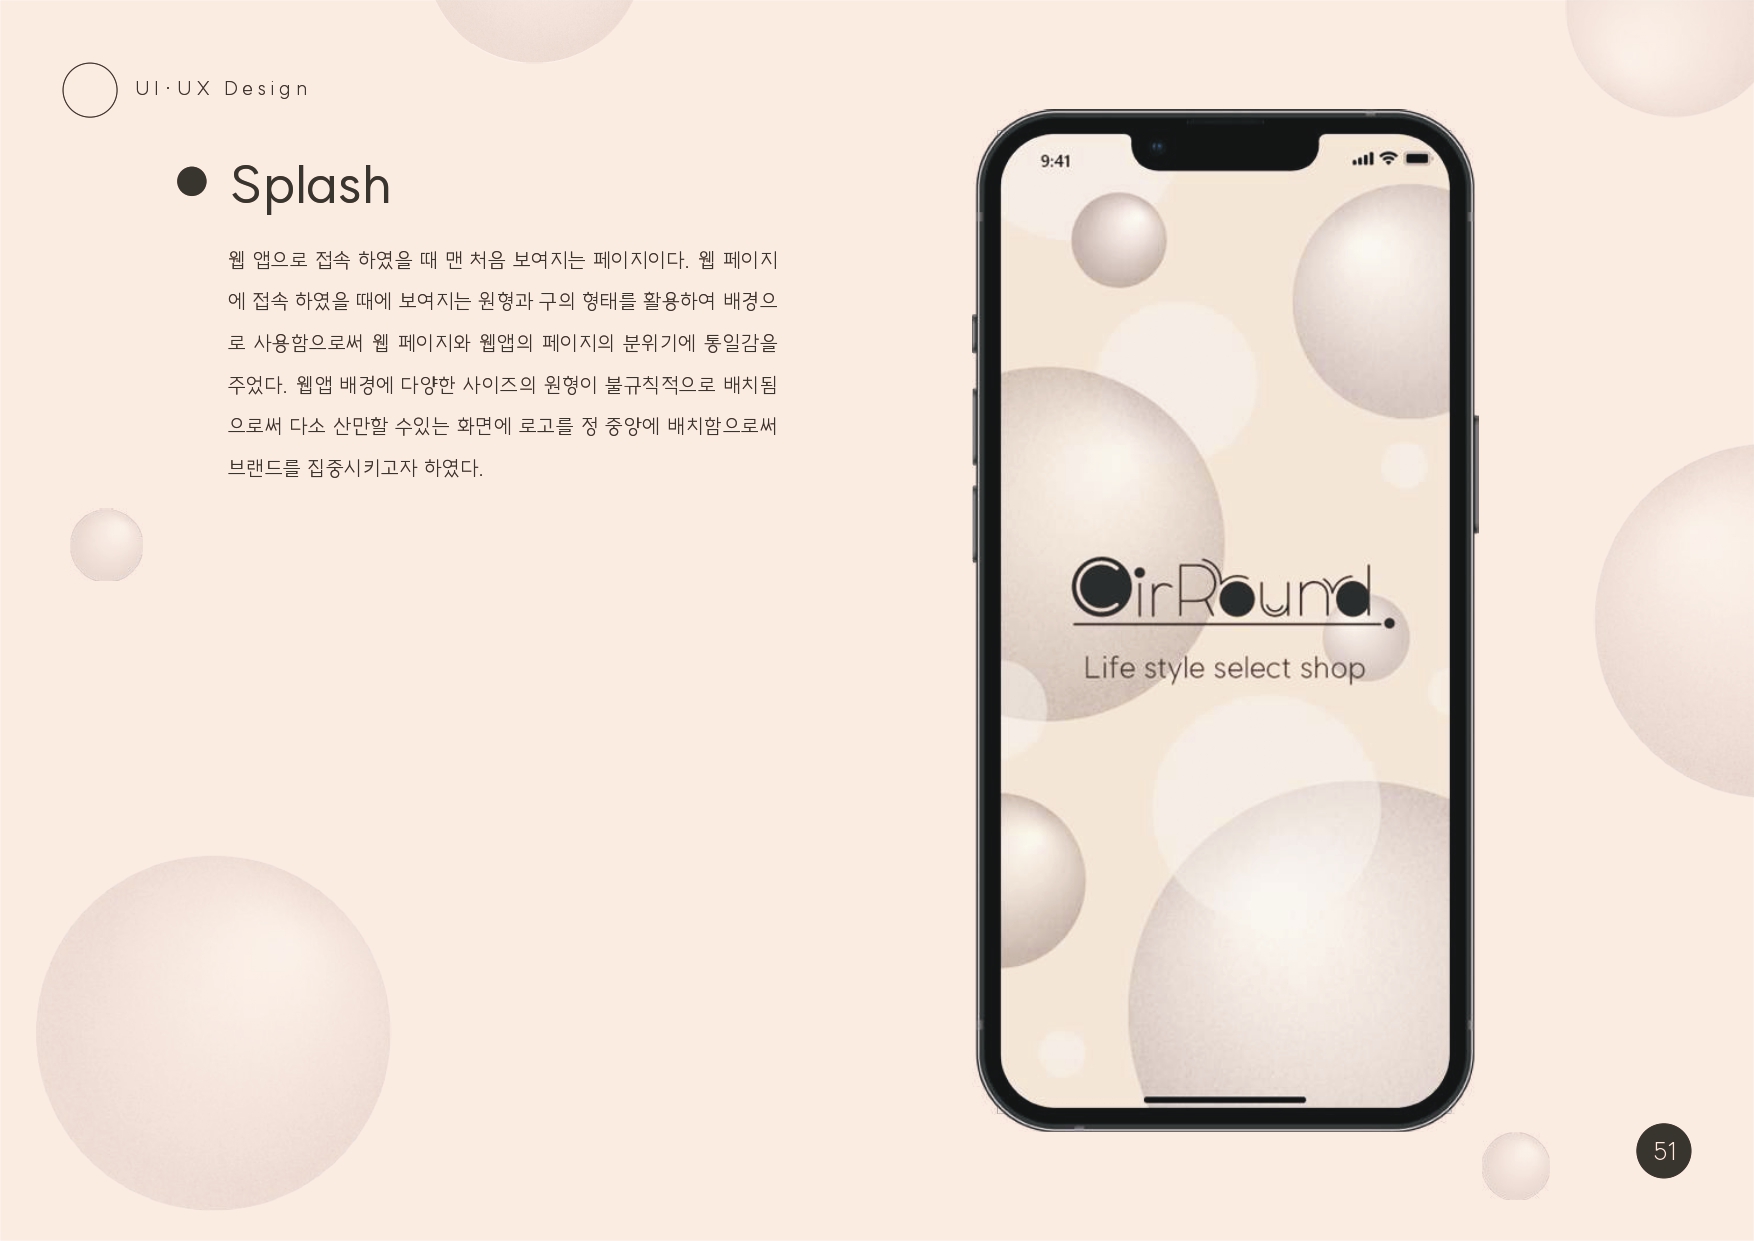 UI·UX Design
Splash
웹 앱으로 접속 하였을 때 맨 처음 보여지는 페이지이다. 웹 페이지
에 접속 하였을 때에 보여지는 원형과 구의 형태를 활용하여 배경으
로 사용함으로써 웹 페이지와 웹앱의 페이지의 분위기에 통일감을
주었다. 웹앱 배경에 다양한 사이즈의 원형이 불규칙적으로 배치됨
으로써 다소 산만할 수있는 화면에 로고를 정 중앙에 배치함으로써
브랜드를 집중시키고자 하였다.
9:41
CirRound.
Life style select shop
51